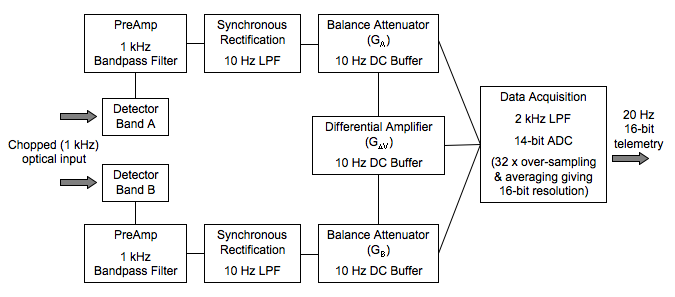 PreAmp
1 kHz
Bandpass Filter
Synchronous
Rectification
10 Hz LPF
Balance Attenuator
(G_A)
10 Hz DC Buffer
Detector
Band A
Chopped (1 kHz)
optical input
Detector
Band B
Differential Amplifier
(G_ΔV)
10 Hz DC Buffer
Data Acquisition
2 kHz LPF
14-bit ADC
(32 x over-sampling
& averaging giving
16-bit resolution)
20 Hz
16-bit
telemetry
PreAmp
1 kHz
Bandpass Filter
Synchronous
Rectification
10 Hz LPF
Balance Attenuator
(G_B)
10 Hz DC Buffer